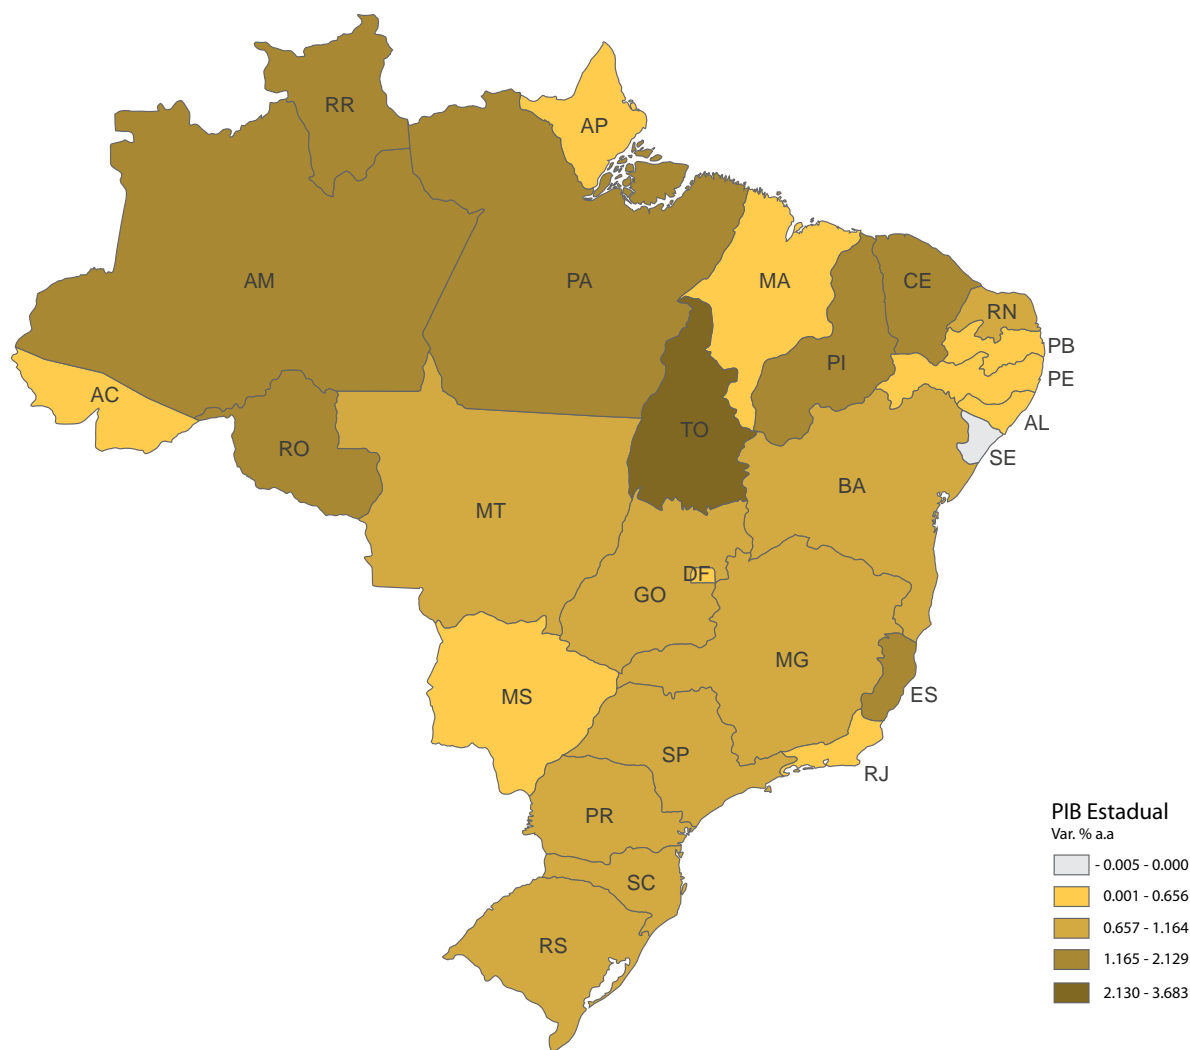 RR
AP
AM
PA
MA
CE
RN
PB
PI
PE
AC
AL
TO
RO
SE
BA
MT
DF
GO
MG
MS
ES
SP
RJ
PR
SC
RS
PIB Estadual
Var. % a.a
- 0.005 - 0.000
0.001 - 0.656
0.657 - 1.164
1.165 - 2.129
2.130 - 3.683